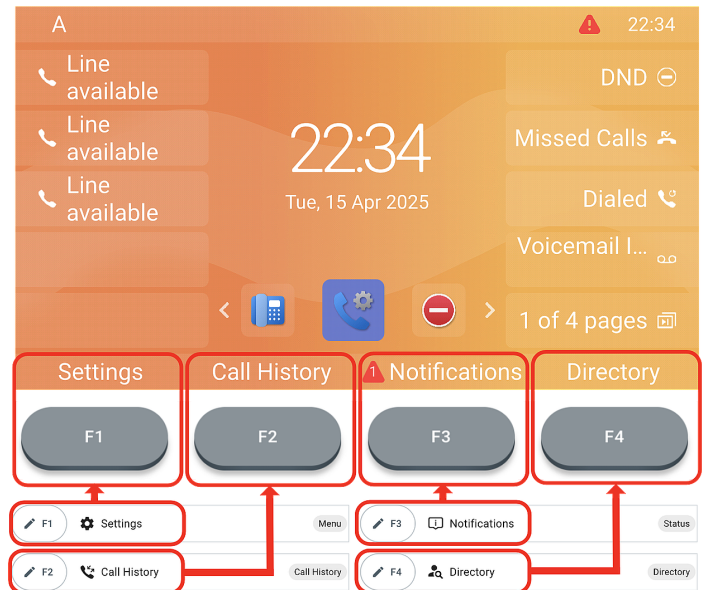 A
22:34
Line
available
Line
available
Line
available
22:34
Tue, 15 Apr 2025
DND
Missed Calls
Dialed
Voicemail I...
1 of 4 pages
Settings
Call History
1 Notifications
Directory
F1
F2
F3
F4
F1 Settings Menu
F3 Notifications Status
F2 Call History Call History
F4 Directory Directory